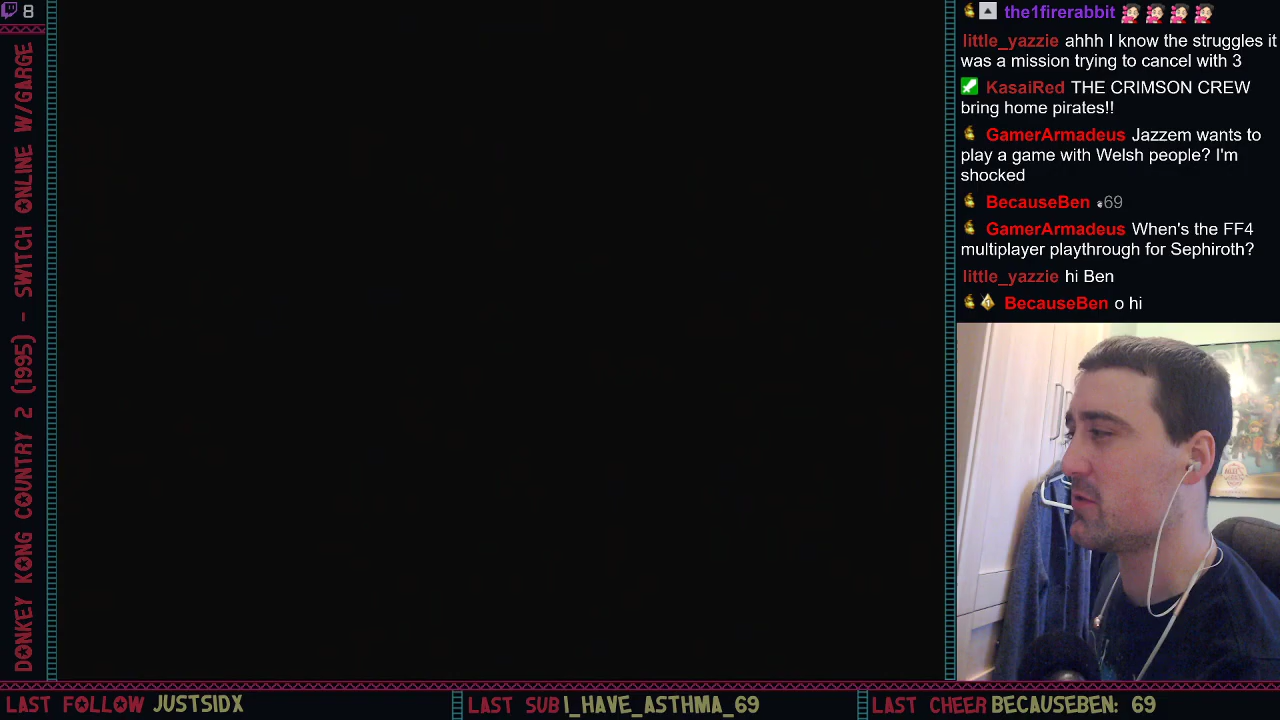 8
DONKEY KONG COUNTRY 2 (1995) - SWITCH ONLINE W/GARGE
the1firerabbit
little_yazzie ahhh I know the struggles it
was a mission trying to cancel with 3
KasaiRed THE CRIMSON CREW
bring home pirates!!
GamerArmadeus Jazzem wants to
play a game with Welsh people? I'm
shocked
BecauseBen 69
GamerArmadeus When's the FF4
multiplayer playthrough for Sephiroth?
little_yazzie hi Ben
BecauseBen o hi
LAST FOLLOW JUSTSIDX
LAST SUB I_HAVE_ASTHMA_69
LAST CHEER BECAUSEBEN: 69